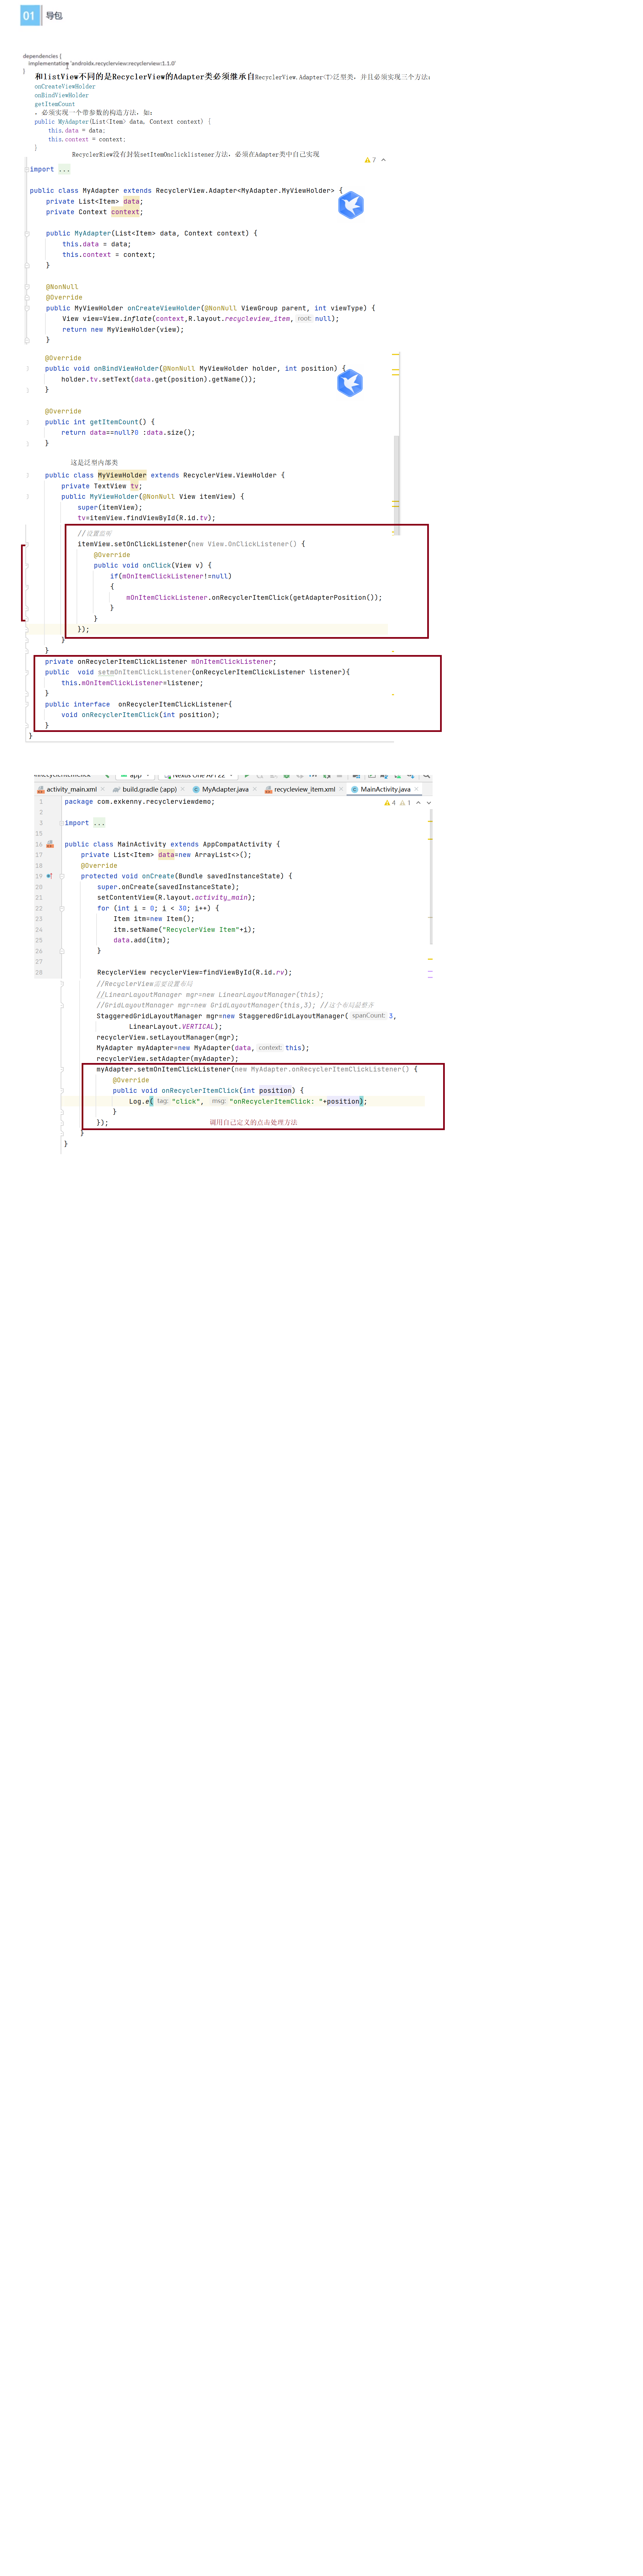 01 导包
dependencies {
implementation 'androidx.recyclerview:recyclerview:1.1.0'
}
和listView不同的是RecyclerView的Adapter类必须继承自RecyclerView.Adapter<T>泛型类，并且必须实现三个方法：
onCreateViewHolder
onBindViewHolder
getItemCount
，必须实现一个带参数的构造方法，如：
public MyAdapter(List<Item> data, Context context) {
this.data = data;
this.context = context;
}
RecyclerRiew没有封装setItemOnclicklistener方法，必须在Adapter类中自己实现
7
import ...
public class MyAdapter extends RecyclerView.Adapter<MyAdapter.MyViewHolder> {
private List<Item> data;
private Context context;
public MyAdapter(List<Item> data, Context context) {
this.data = data;
this.context = context;
}
@NonNull
@Override
public MyViewHolder onCreateViewHolder(@NonNull ViewGroup parent, int viewType) {
View view=View.inflate(context,R.layout.recycleview_item, root: null);
return new MyViewHolder(view);
}
@Override
public void onBindViewHolder(@NonNull MyViewHolder holder, int position) {
holder.tv.setText(data.get(position).getName());
}
@Override
public int getItemCount() {
return data==null?0 :data.size();
}
这是泛型内部类
public class MyViewHolder extends RecyclerView.ViewHolder {
private TextView tv;
public MyViewHolder(@NonNull View itemView) {
super(itemView);
tv=itemView.findViewById(R.id.tv);
//设置监听
itemView.setOnClickListener(new View.OnClickListener() {
@Override
public void onClick(View v) {
if(mOnItemClickListener!=null)
{
mOnItemClickListener.onRecyclerItemClick(getAdapterPosition());
}
}
});
}
}
private onRecyclerItemClickListener mOnItemClickListener;
public void setmOnItemClickListener(onRecyclerItemClickListener listener){
this.mOnItemClickListener=listener;
}
public interface onRecyclerItemClickListener{
void onRecyclerItemClick(int position);
}
}
app
activity_main.xml build.gradle (:app) MyAdapter.java recycleview_item.xml MainActivity.java
1 package com.exkenny.recyclerviewdemo; 4 1
2
3 import ...
15
16 public class MainActivity extends AppCompatActivity {
17 private List<Item> data=new ArrayList<>();
18 @Override
19 protected void onCreate(Bundle savedInstanceState) {
20 super.onCreate(savedInstanceState);
21 setContentView(R.layout.activity_main);
22 for (int i = 0; i < 30; i++) {
23 Item itm=new Item();
24 itm.setName("RecyclerView Item"+i);
25 data.add(itm);
26 }
27
28 RecyclerView recyclerView=findViewById(R.id.rv);
//RecyclerView需要设置布局
//LinearLayoutManager mgr=new LinearLayoutManager(this);
//GridLayoutManager mgr=new GridLayoutManager(this,3); //这个布局最整齐
StaggeredGridLayoutManager mgr=new StaggeredGridLayoutManager( spanCount: 3,
LinearLayout.VERTICAL);
recyclerView.setLayoutManager(mgr);
MyAdapter myAdapter=new MyAdapter(data, context: this);
recyclerView.setAdapter(myAdapter);
myAdapter.setmOnItemClickListener(new MyAdapter.onRecyclerItemClickListener() {
@Override
public void onRecyclerItemClick(int position) {
Log.e( tag: "click", msg: "onRecyclerItemClick: "+position);
}
}); 调用自己定义的点击处理方法
}
}